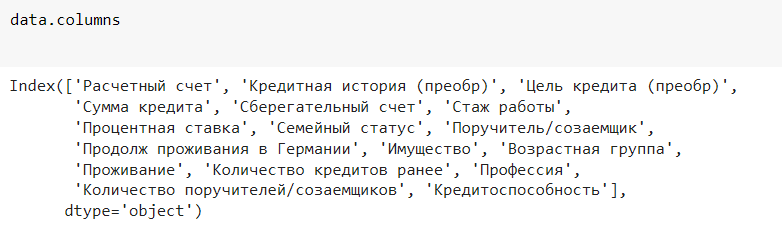 data.columns
Index(['Расчетный счет', 'Кредитная история (преобр)', 'Цель кредита (преобр)',
'Сумма кредита', 'Сберегательный счет', 'Стаж работы',
'Процентная ставка', 'Семейный статус', 'Поручитель/созаемщик',
'Продолж проживания в Германии', 'Имущество', 'Возрастная группа',
'Проживание', 'Количество кредитов ранее', 'Профессия',
'Количество поручителей/созаемщиков', 'Кредитоспособность'],
dtype='object')